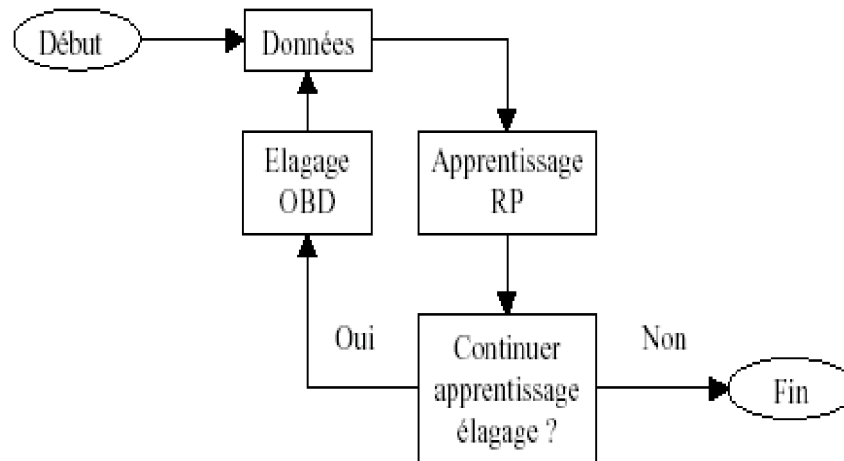 Début
Données
Elagage
OBD
Apprentissage
RP
Oui
Continuer
apprentissage
élagage ?
Non
Fin